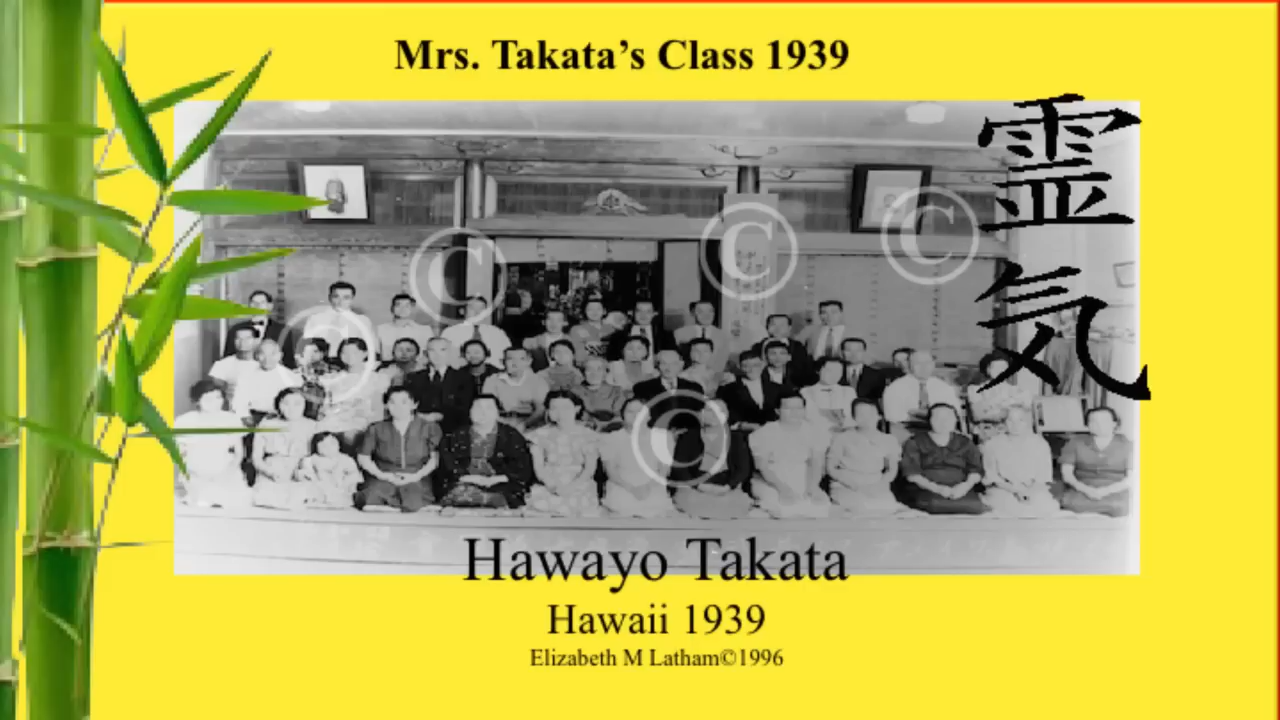 Mrs. Takata’s Class 1939
霊
気
©
©
©
©
©
Hawayo Takata
Hawaii 1939
Elizabeth M Latham©1996